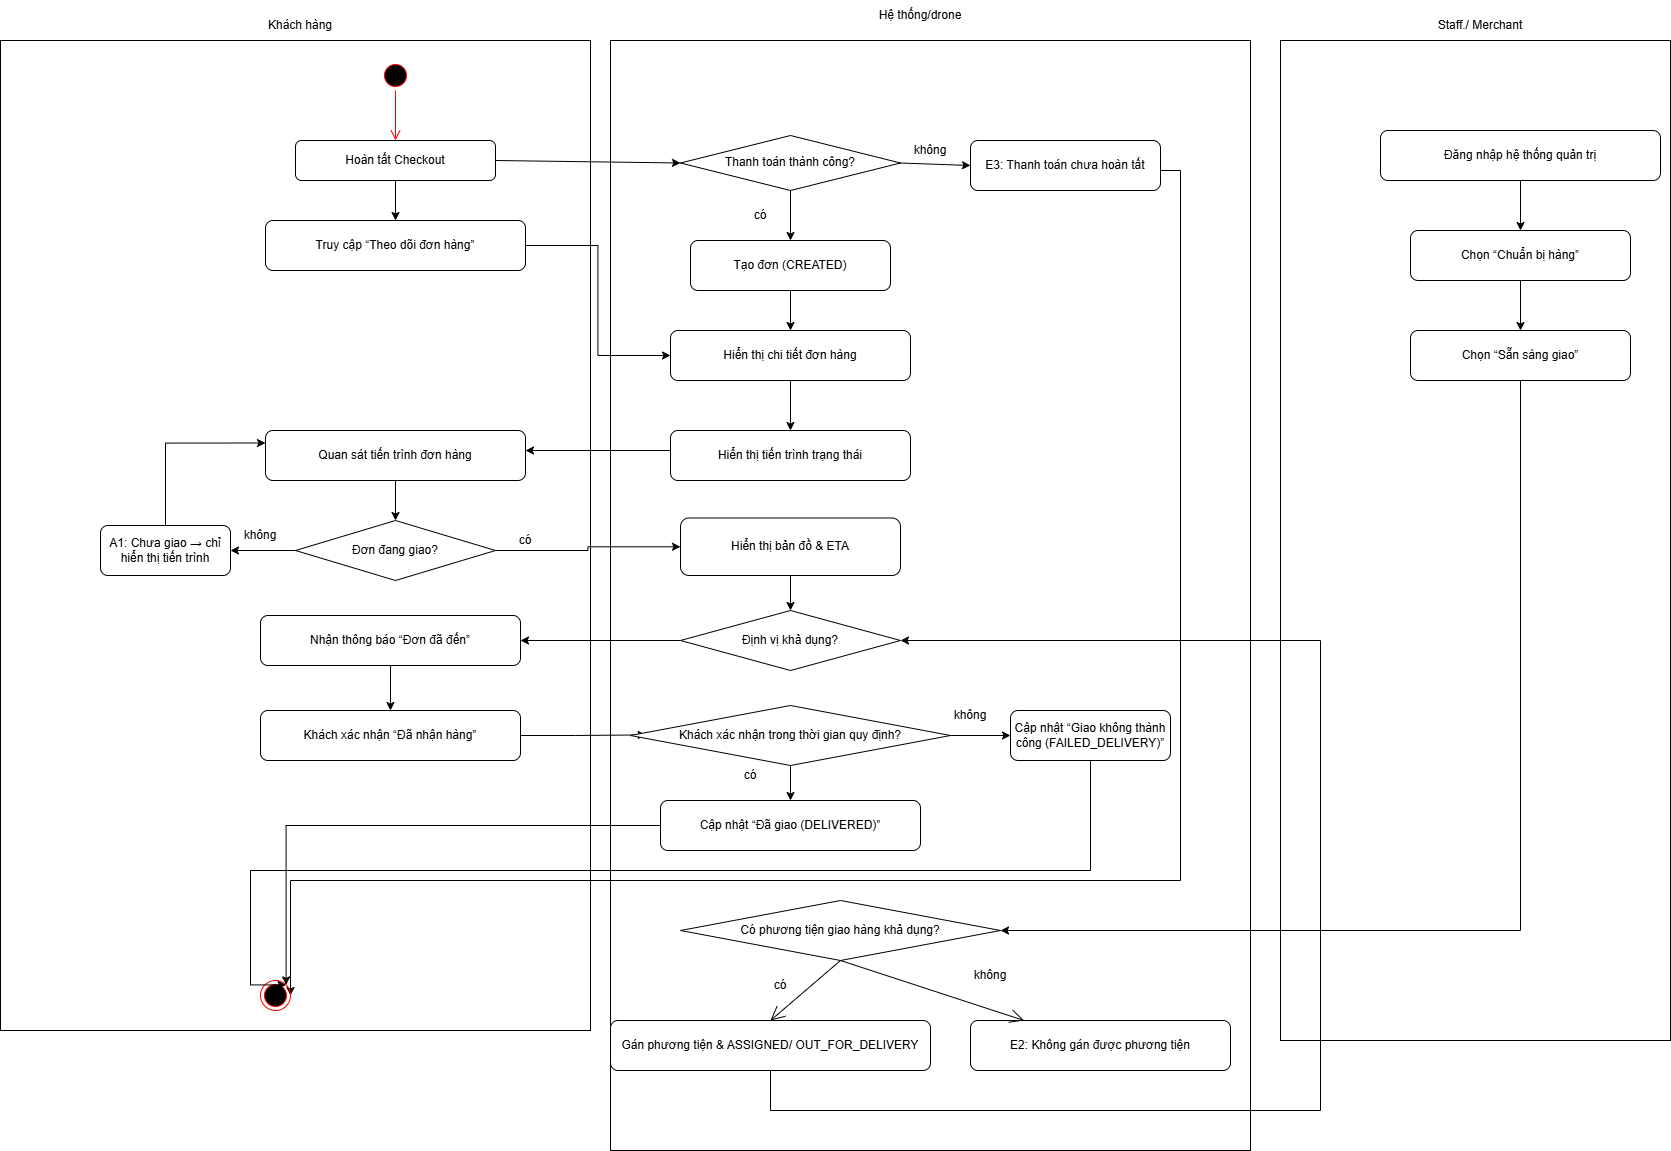 Khách hàng
Hệ thống/drone
Staff./ Merchant
Hoàn tất Checkout
Thanh toán thành công?
không
E3: Thanh toán chưa hoàn tất
Đăng nhập hệ thống quản trị
có
Truy cập “Theo dõi đơn hàng”
Tạo đơn (CREATED)
Chọn “Chuẩn bị hàng”
Hiển thị chi tiết đơn hàng
Chọn “Sẵn sàng giao”
Quan sát tiến trình đơn hàng
Hiển thị tiến trình trạng thái
A1: Chưa giao → chỉ
hiển thị tiến trình
không
Đơn đang giao?
có
Hiển thị bản đồ & ETA
Nhận thông báo “Đơn đã đến”
Định vị khả dụng?
Khách xác nhận “Đã nhận hàng”
Khách xác nhận trong thời gian quy định?
không
Cập nhật “Giao không thành
công (FAILED_DELIVERY)”
có
Cập nhật “Đã giao (DELIVERED)”
Có phương tiện giao hàng khả dụng?
có
không
Gán phương tiện & ASSIGNED/ OUT_FOR_DELIVERY
E2: Không gán được phương tiện